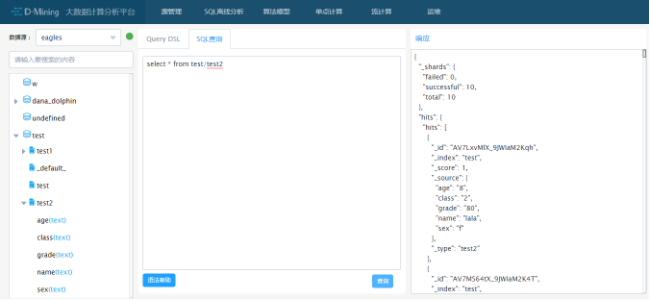 D-Mining 大数据计算分析平台 源管理 SQL离线分析 算法模型 单点计算 流计算 运维
数据源： eagles
请输入要搜索的内容
w
dana_dolphin
undefined
test
test1
_default_
test
test2
age(text)
class(text)
grade(text)
name(text)
sex(text)
Query DSL SQL查询
select * from test/test2
语法帮助 查询
响应
{
"_shards": {
"failed": 0,
"successful": 10,
"total": 10
},
"hits": {
"hits": [
{
"_id": "AV7LxvMlX_9JWlaM2Kqh",
"_index": "test",
"_score": 1,
"_source": {
"age": "8",
"class": "2",
"grade": "80",
"name": "lala",
"sex": "f"
},
"_type": "test2"
},
{
"_id": "AV7MS64tX_9JWlaM2K4T",
"_index": "test",